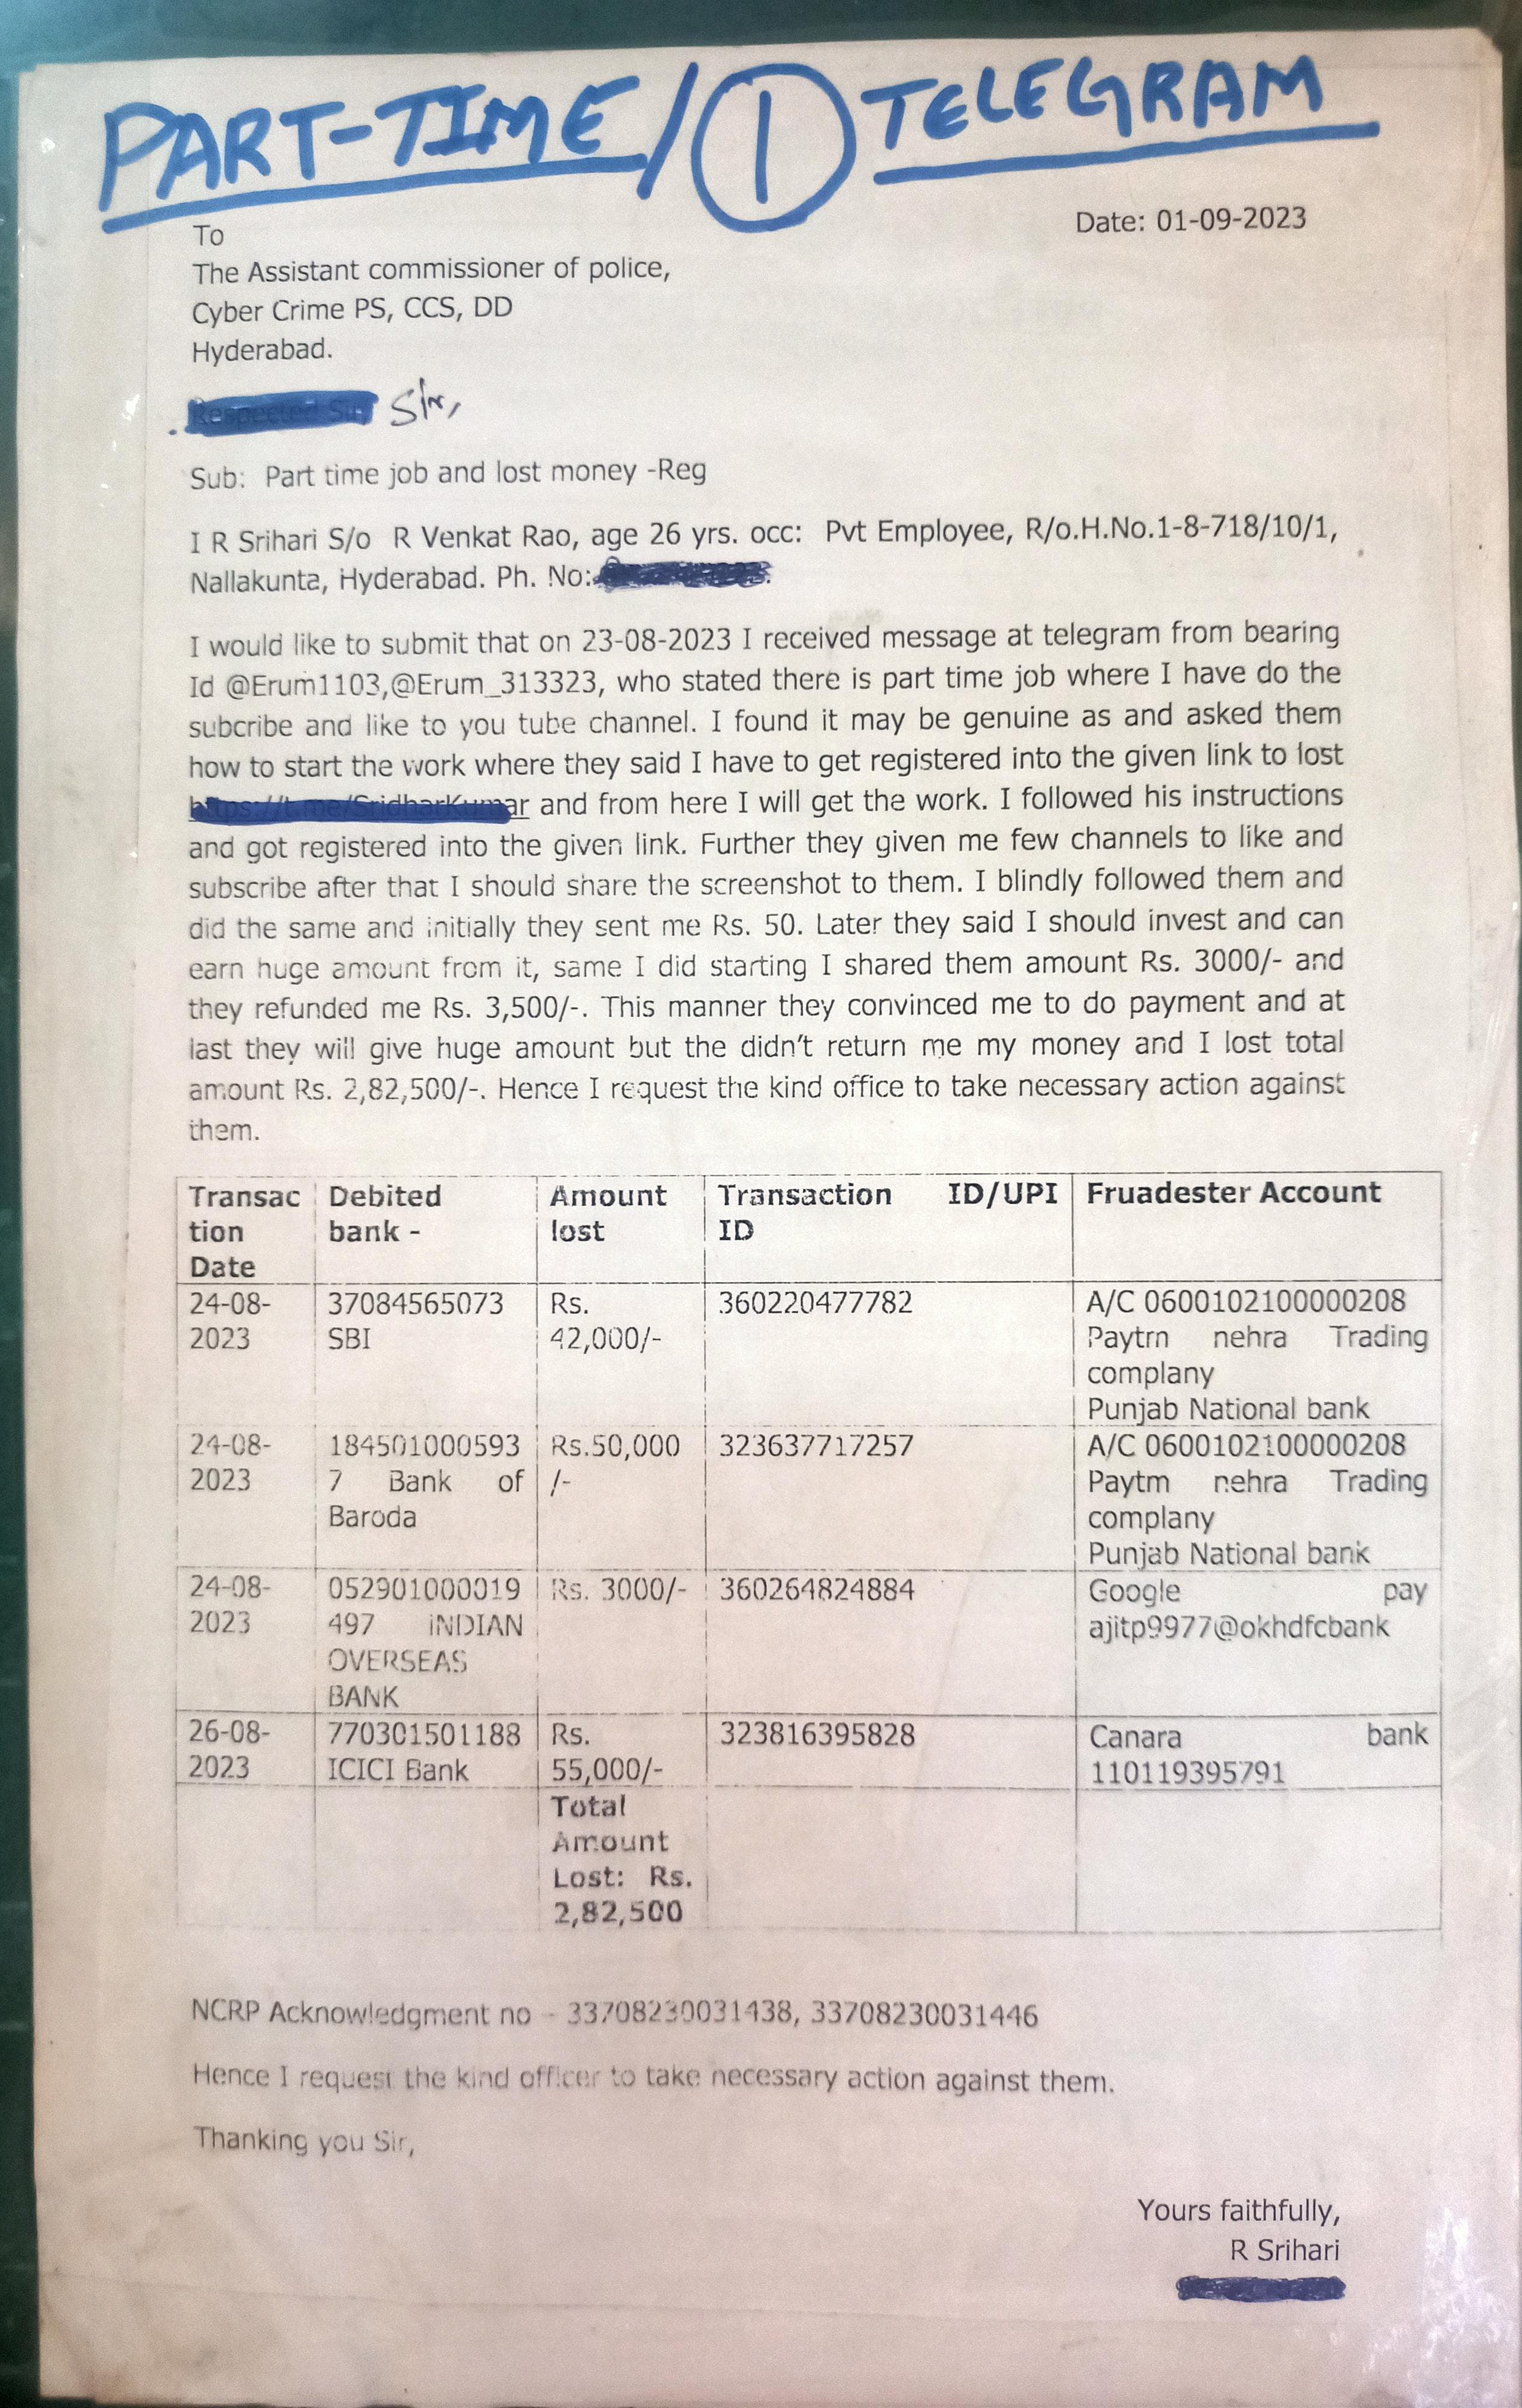 PART-TIME/ 1 TELEGRAM
Date: 01-09-2023
To
The Assistant commissioner of police,
Cyber Crime PS, CCS, DD
Hyderabad.
Respected Sir Sir,
Sub: Part time job and lost money -Reg
I R Srihari S/o R Venkat Rao, age 26 yrs. occ: Pvt Employee, R/o.H.No.1-8-718/10/1,
Nallakunta, Hyderabad. Ph. No:
I would like to submit that on 23-08-2023 I received message at telegram from bearing
Id @Erum1103,@Erum_313323, who stated there is part time job where I have do the
subcribe and like to you tube channel. I found it may be genuine as and asked them
how to start the work where they said I have to get registered into the given link to lost
https://t.me/SridharKumar and from here I will get the work. I followed his instructions
and got registered into the given link. Further they given me few channels to like and
subscribe after that I should share the screenshot to them. I blindly followed them and
did the same and initially they sent me Rs. 50. Later they said I should invest and can
earn huge amount from it, same I did starting I shared them amount Rs. 3000/- and
they refunded me Rs. 3,500/-. This manner they convinced me to do payment and at
last they will give huge amount but the didn't return me my money and I lost total
amount Rs. 2,82,500/-. Hence I request the kind office to take necessary action against
them.
Transac Debited Amount Transaction ID/UPI Fruadester Account
tion bank - lost ID
Date
24-08- 37084565073 Rs. 360220477782 A/C 0600102100000208
2023 SBI 42,000/- Paytm nehra Trading
complany
Punjab National bank
24-08- 184501000593 Rs.50,000 323637717257 A/C 0600102100000208
2023 7 Bank of /- Paytm nehra Trading
Baroda complany
Punjab National bank
24-08- 052901000019 Rs. 3000/- 360264824884 Google pay
2023 497 INDIAN ajitp9977@okhdfcbank
OVERSEAS
BANK
26-08- 770301501188 Rs. 323816395828 Canara bank
2023 ICICI Bank 55,000/- 110119395791
Total
Amount
Lost: Rs.
2,82,500
NCRP Acknowledgment no - 33708230031438, 33708230031446
Hence I request the kind officer to take necessary action against them.
Thanking you Sir,
Yours faithfully,
R Srihari